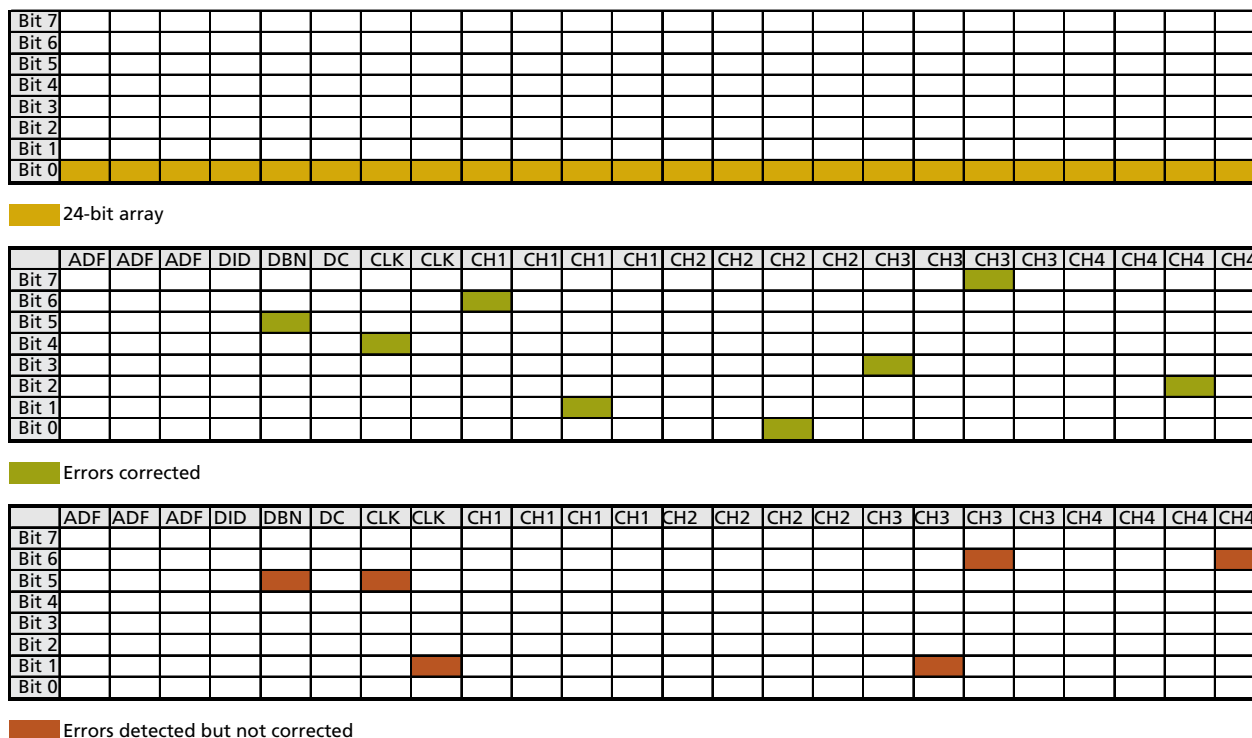 Bit 7
Bit 6
Bit 5
Bit 4
Bit 3
Bit 2
Bit 1
Bit 0
24-bit array
ADF ADF ADF DID DBN DC CLK CLK CH1 CH1 CH1 CH1 CH2 CH2 CH2 CH2 CH3 CH3 CH3 CH3 CH4 CH4 CH4 CH4
Bit 7
Bit 6
Bit 5
Bit 4
Bit 3
Bit 2
Bit 1
Bit 0
Errors corrected
ADF ADF ADF DID DBN DC CLK CLK CH1 CH1 CH1 CH1 CH2 CH2 CH2 CH2 CH3 CH3 CH3 CH3 CH4 CH4 CH4 CH4
Bit 7
Bit 6
Bit 5
Bit 4
Bit 3
Bit 2
Bit 1
Bit 0
Errors detected but not corrected